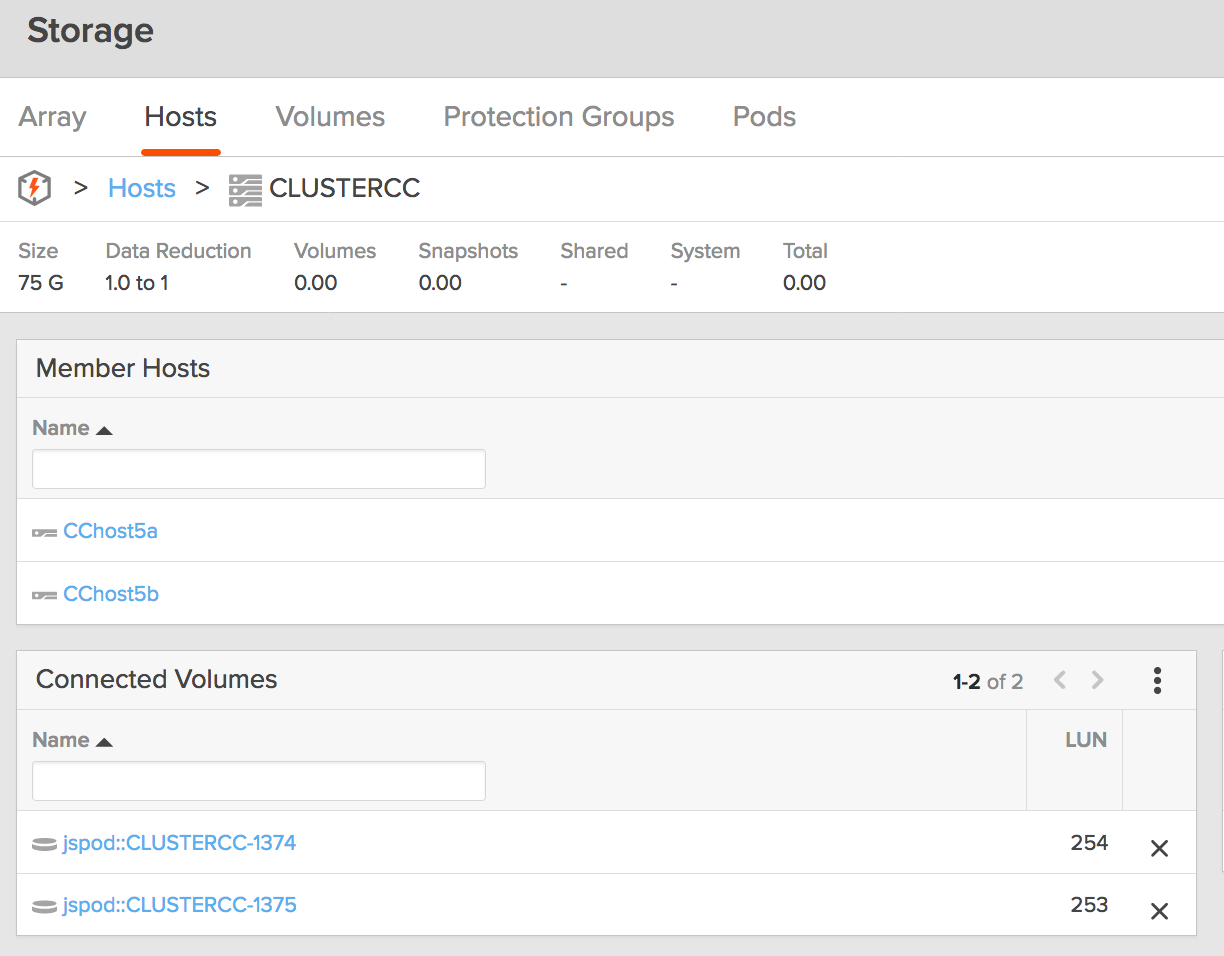 Storage
Array Hosts Volumes Protection Groups Pods
> Hosts > CLUSTERCC
Size Data Reduction Volumes Snapshots Shared System Total
75 G 1.0 to 1 0.00 0.00 - - 0.00
Member Hosts
Name
CChost5a
CChost5b
Connected Volumes 1-2 of 2
Name LUN
jspod::CLUSTERCC-1374 254
jspod::CLUSTERCC-1375 253